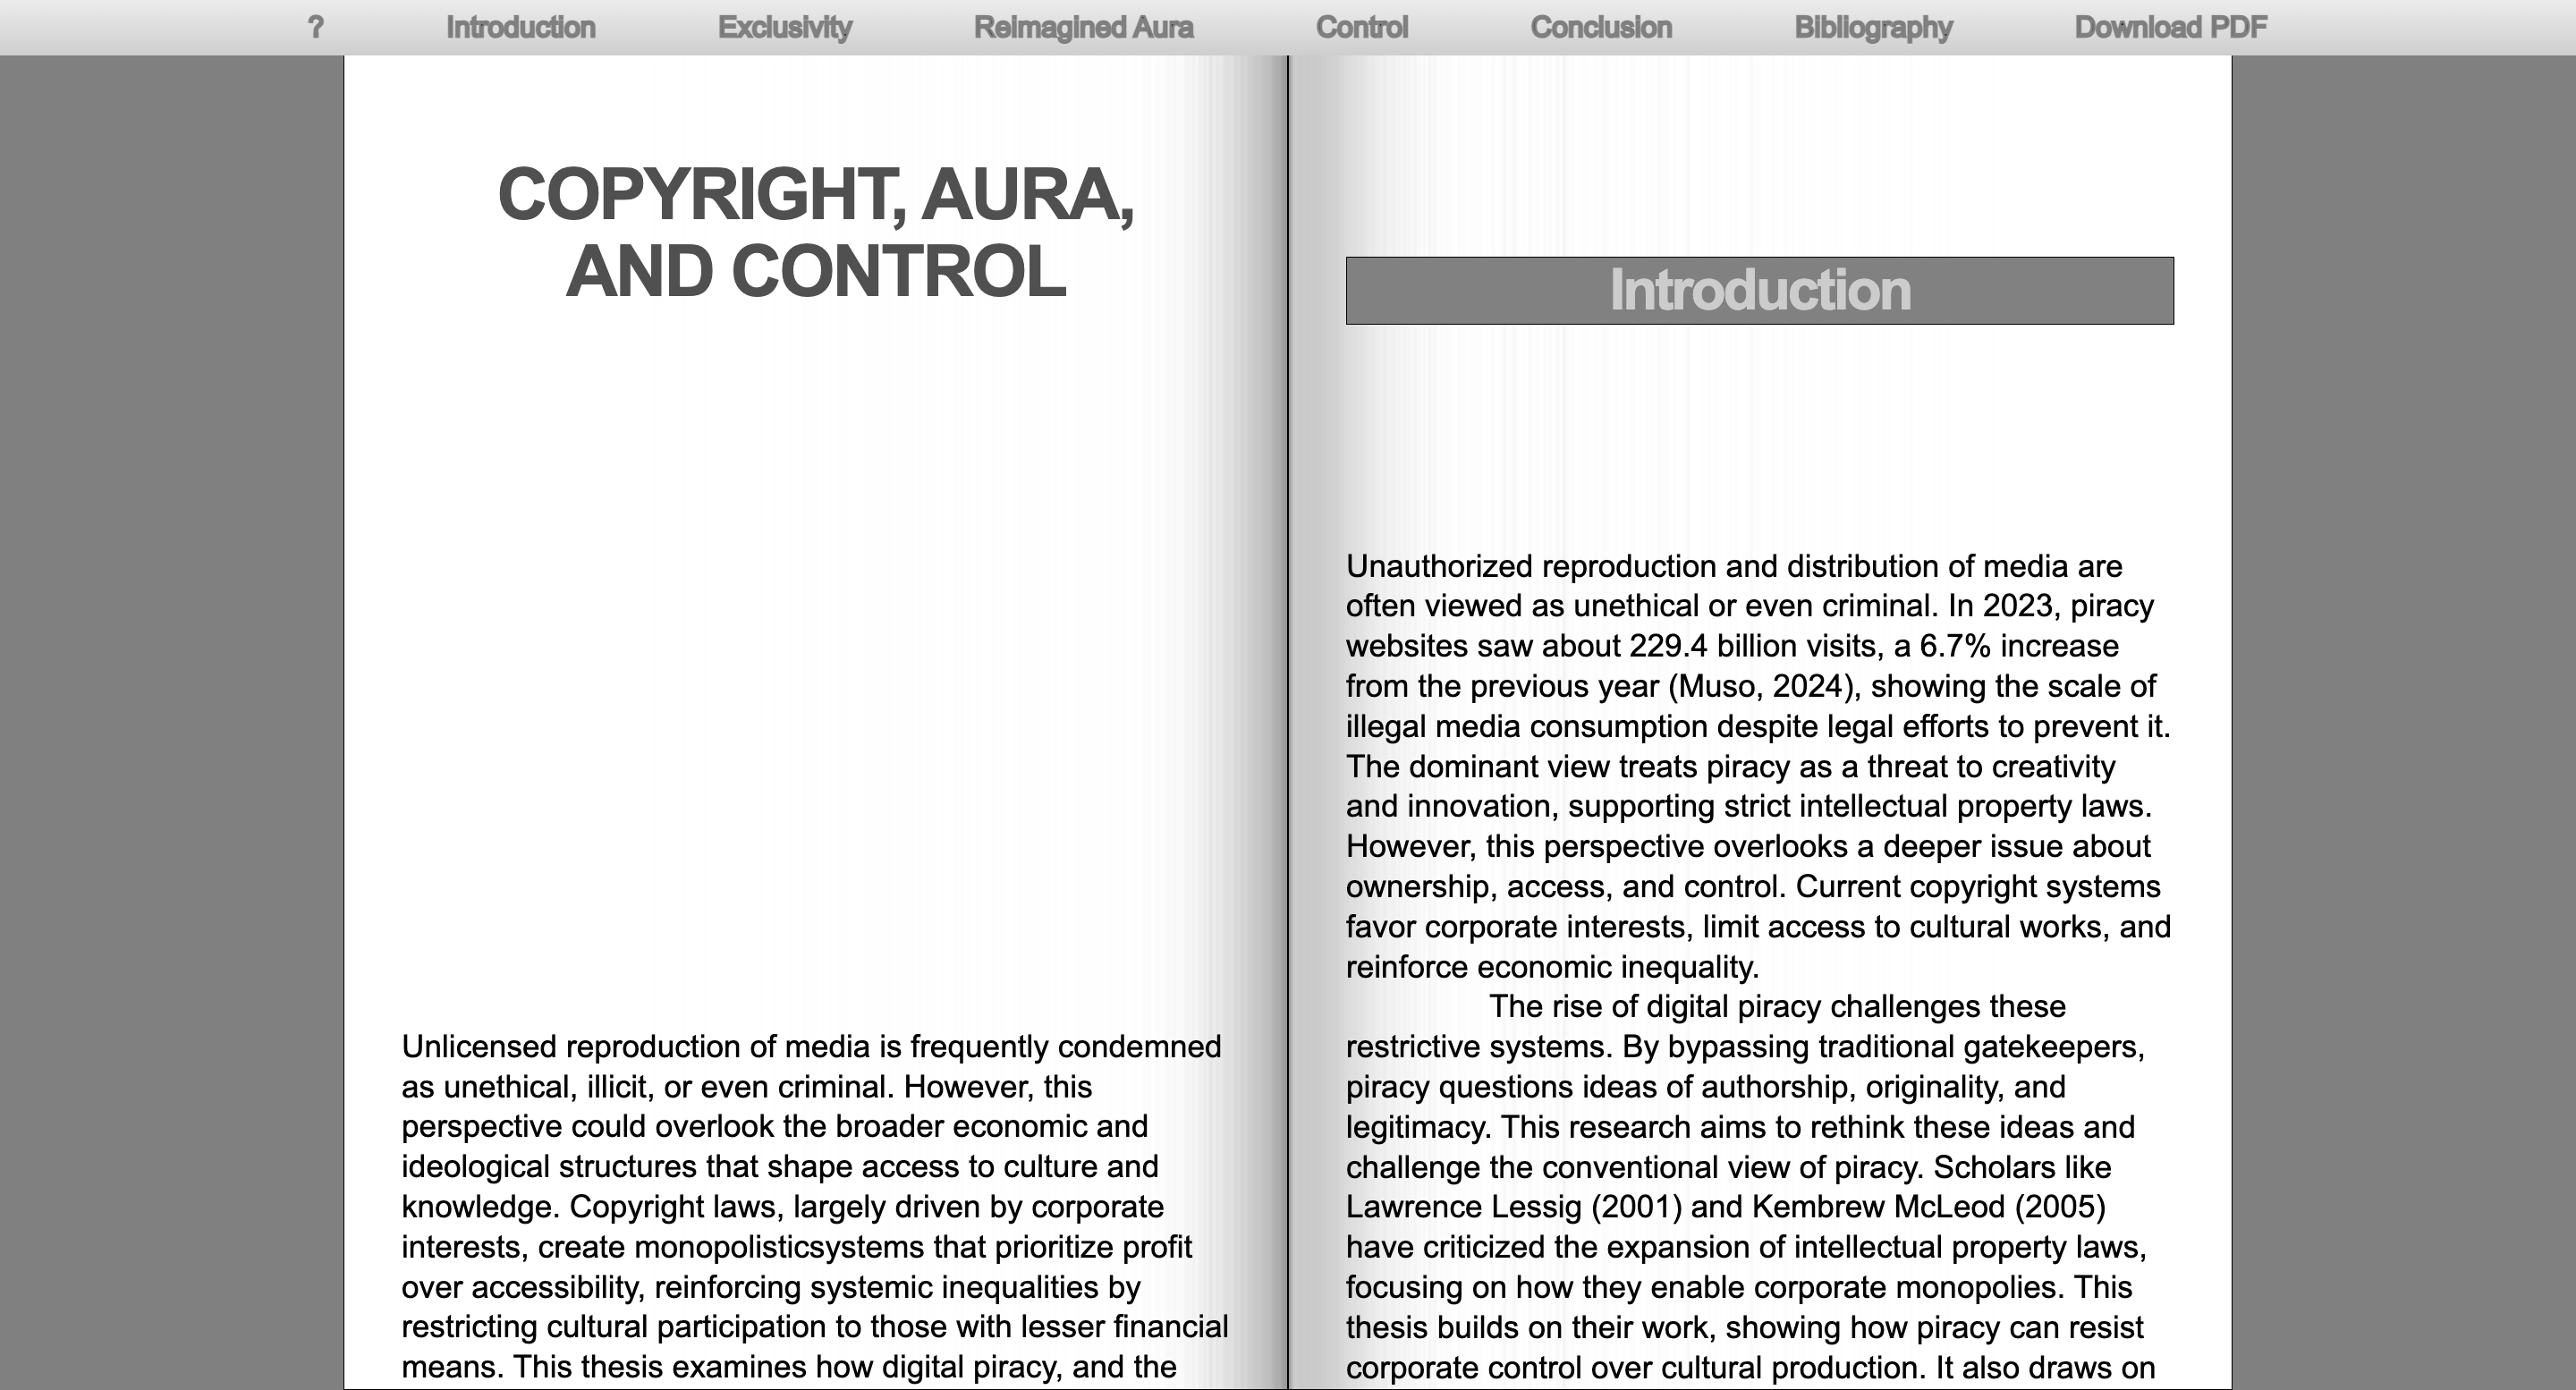 ? Introduction Exclusivity Reimagined Aura Control Conclusion Bibliography Download PDF
COPYRIGHT, AURA,
AND CONTROL
Unlicensed reproduction of media is frequently condemned
as unethical, illicit, or even criminal. However, this
perspective could overlook the broader economic and
ideological structures that shape access to culture and
knowledge. Copyright laws, largely driven by corporate
interests, create monopolisticsystems that prioritize profit
over accessibility, reinforcing systemic inequalities by
restricting cultural participation to those with lesser financial
means. This thesis examines how digital piracy, and the
Introduction
Unauthorized reproduction and distribution of media are
often viewed as unethical or even criminal. In 2023, piracy
websites saw about 229.4 billion visits, a 6.7% increase
from the previous year (Muso, 2024), showing the scale of
illegal media consumption despite legal efforts to prevent it.
The dominant view treats piracy as a threat to creativity
and innovation, supporting strict intellectual property laws.
However, this perspective overlooks a deeper issue about
ownership, access, and control. Current copyright systems
favor corporate interests, limit access to cultural works, and
reinforce economic inequality.
The rise of digital piracy challenges these
restrictive systems. By bypassing traditional gatekeepers,
piracy questions ideas of authorship, originality, and
legitimacy. This research aims to rethink these ideas and
challenge the conventional view of piracy. Scholars like
Lawrence Lessig (2001) and Kembrew McLeod (2005)
have criticized the expansion of intellectual property laws,
focusing on how they enable corporate monopolies. This
thesis builds on their work, showing how piracy can resist
corporate control over cultural production. It also draws on